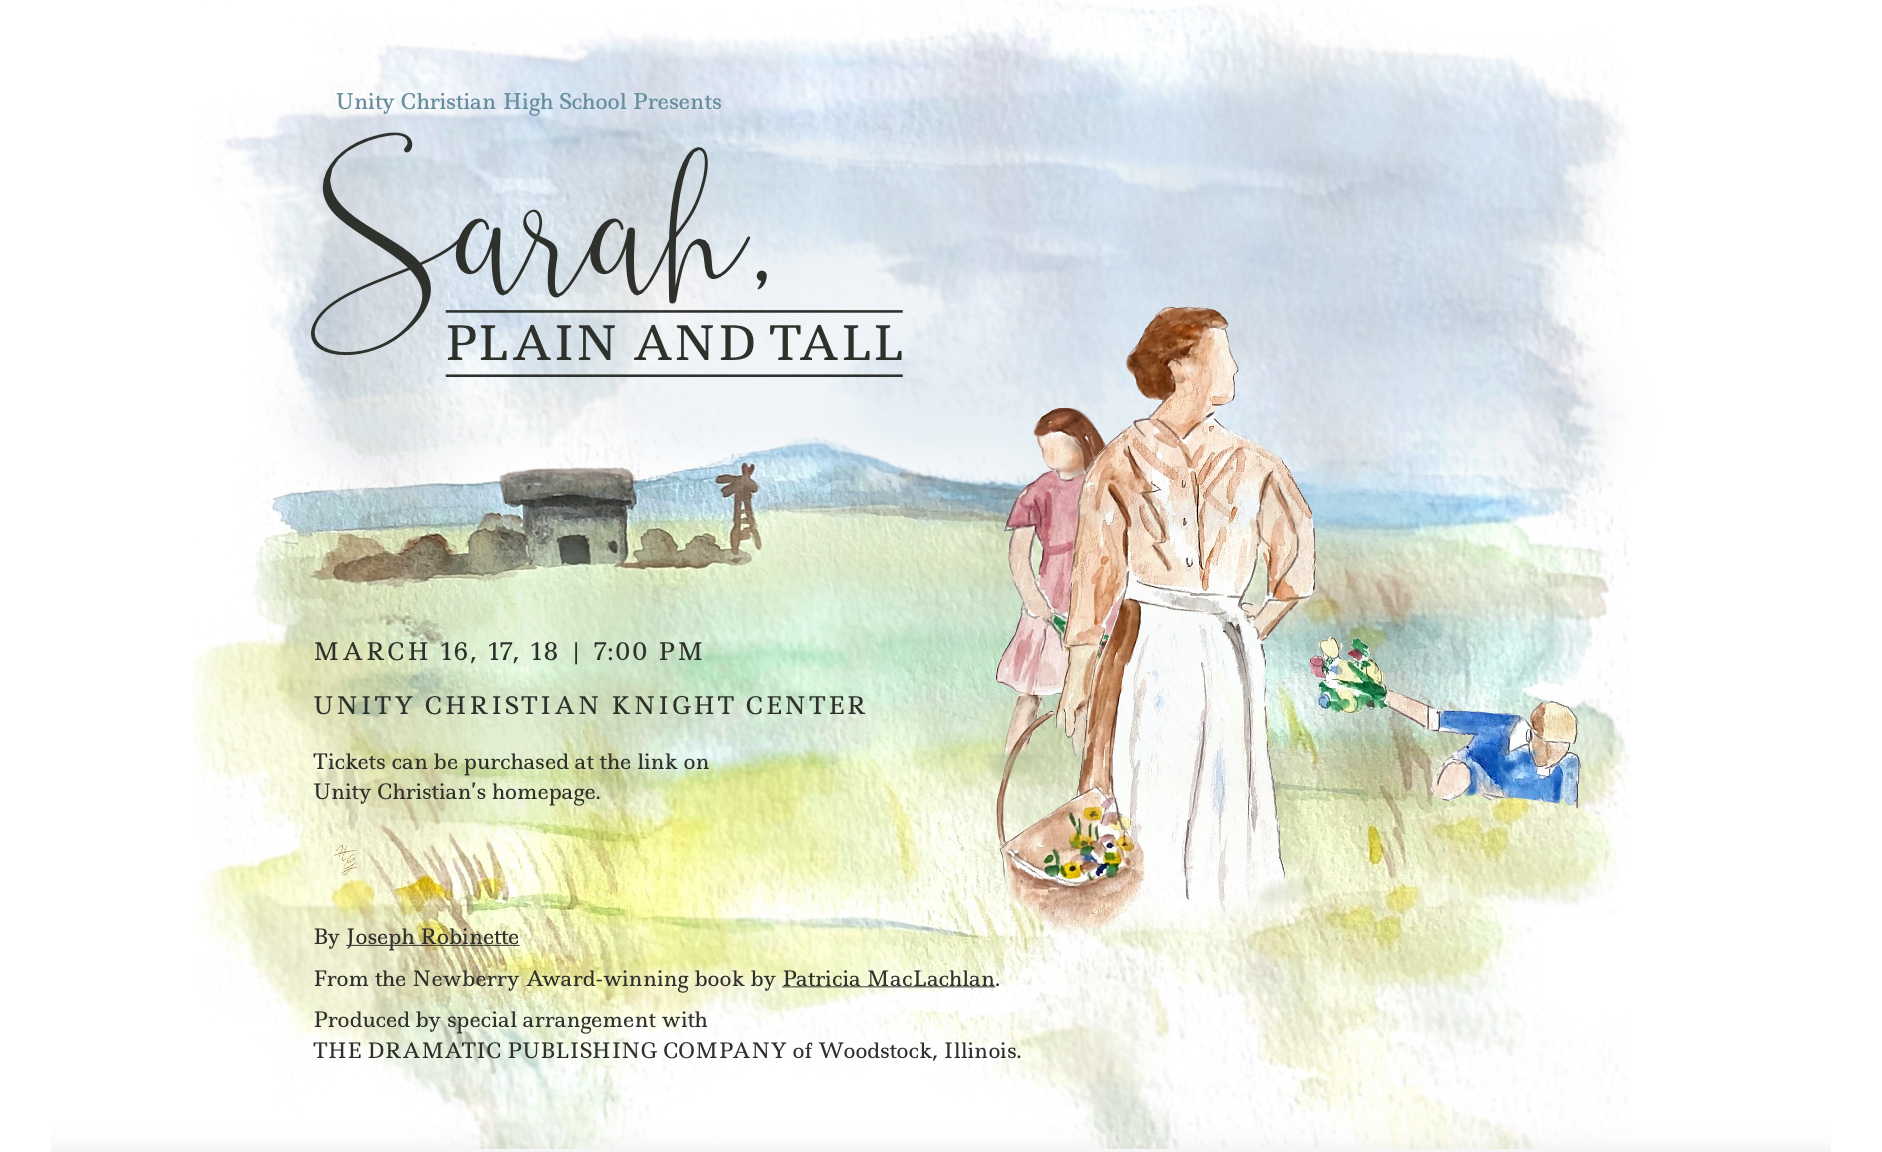 Unity Christian High School Presents
Sarah,
PLAIN AND TALL
MARCH 16, 17, 18 | 7:00 PM
UNITY CHRISTIAN KNIGHT CENTER
Tickets can be purchased at the link on
Unity Christian's homepage.
By Joseph Robinette
From the Newberry Award-winning book by Patricia MacLachlan.
Produced by special arrangement with
THE DRAMATIC PUBLISHING COMPANY of Woodstock, Illinois.